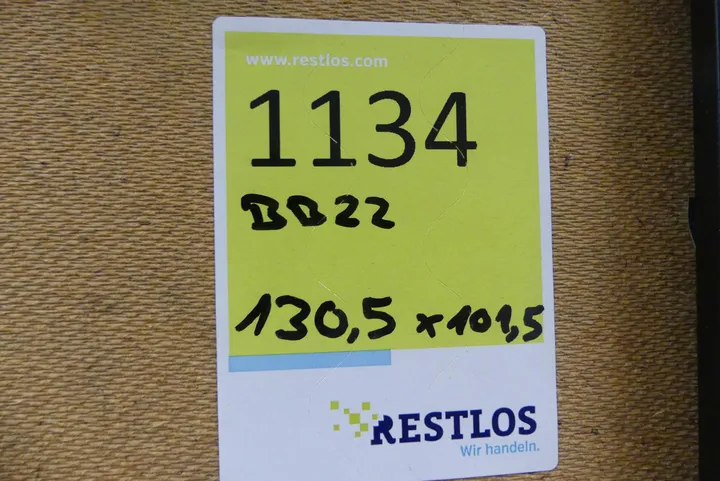 www.restlos.com
1134
BB22
130,5 x 101,5
RESTLOS
Wir handeln.